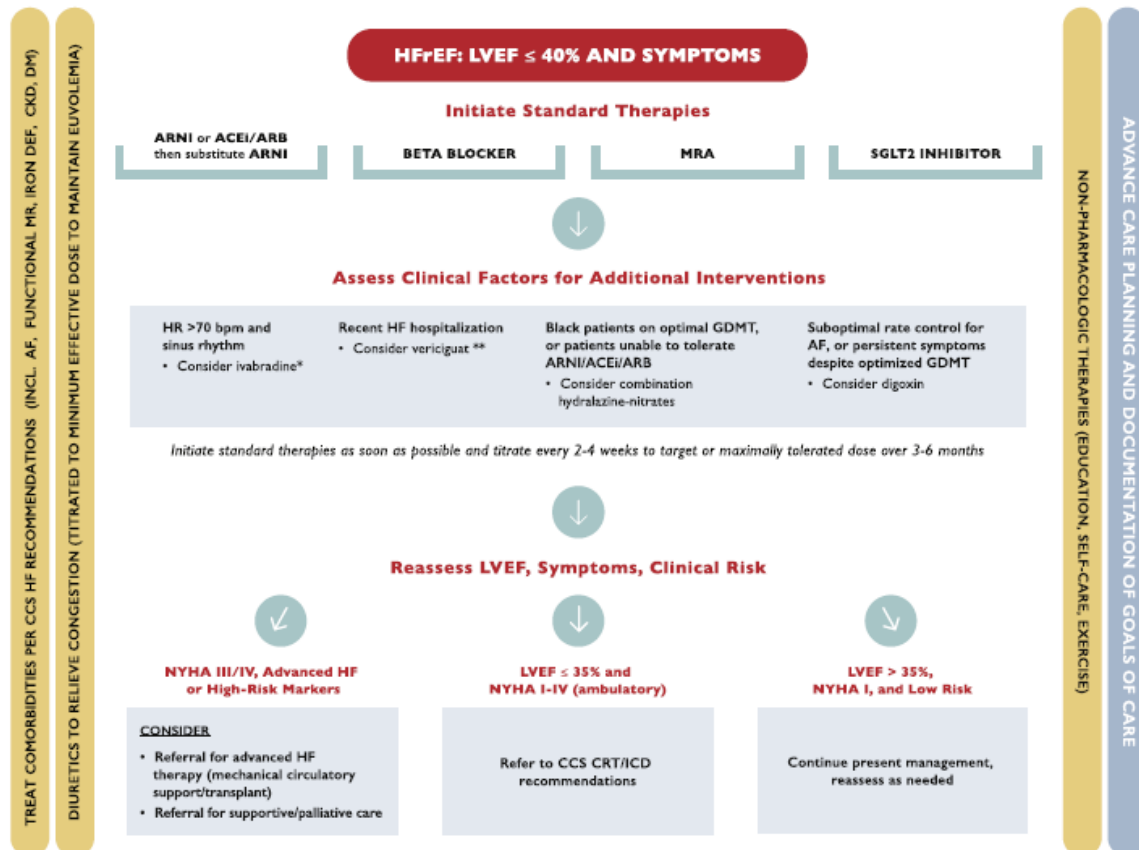 TREAT COMORBIDITIES PER CCS HF RECOMMENDATIONS (INCL. AF, FUNCTIONAL MR, IRON DEF, CKD, DM)
DIURETICS TO RELIEVE CONGESTION (TITRATED TO MINIMUM EFFECTIVE DOSE TO MAINTAIN EUVOLEMIA)
HFrEF: LVEF ≤ 40% AND SYMPTOMS
Initiate Standard Therapies
ARNI or ACEi/ARB
then substitute ARNI
BETA BLOCKER
MRA
SGLT2 INHIBITOR
Assess Clinical Factors for Additional Interventions
HR >70 bpm and
sinus rhythm
• Consider ivabradine*
Recent HF hospitalization
• Consider vericiguat **
Black patients on optimal GDMT,
or patients unable to tolerate
ARNI/ACEi/ARB
• Consider combination
hydralazine-nitrates
Suboptimal rate control for
AF, or persistent symptoms
despite optimized GDMT
• Consider digoxin
Initiate standard therapies as soon as possible and titrate every 2-4 weeks to target or maximally tolerated dose over 3-6 months
Reassess LVEF, Symptoms, Clinical Risk
NYHA III/IV, Advanced HF
or High-Risk Markers
CONSIDER
• Referral for advanced HF
therapy (mechanical circulatory
support/transplant)
• Referral for supportive/palliative care
LVEF ≤ 35% and
NYHA I-IV (ambulatory)
Refer to CCS CRT/ICD
recommendations
LVEF > 35%,
NYHA I, and Low Risk
Continue present management,
reassess as needed
NON-PHARMACOLOGIC THERAPIES (EDUCATION, SELF-CARE, EXERCISE)
ADVANCE CARE PLANNING AND DOCUMENTATION OF GOALS OF CARE